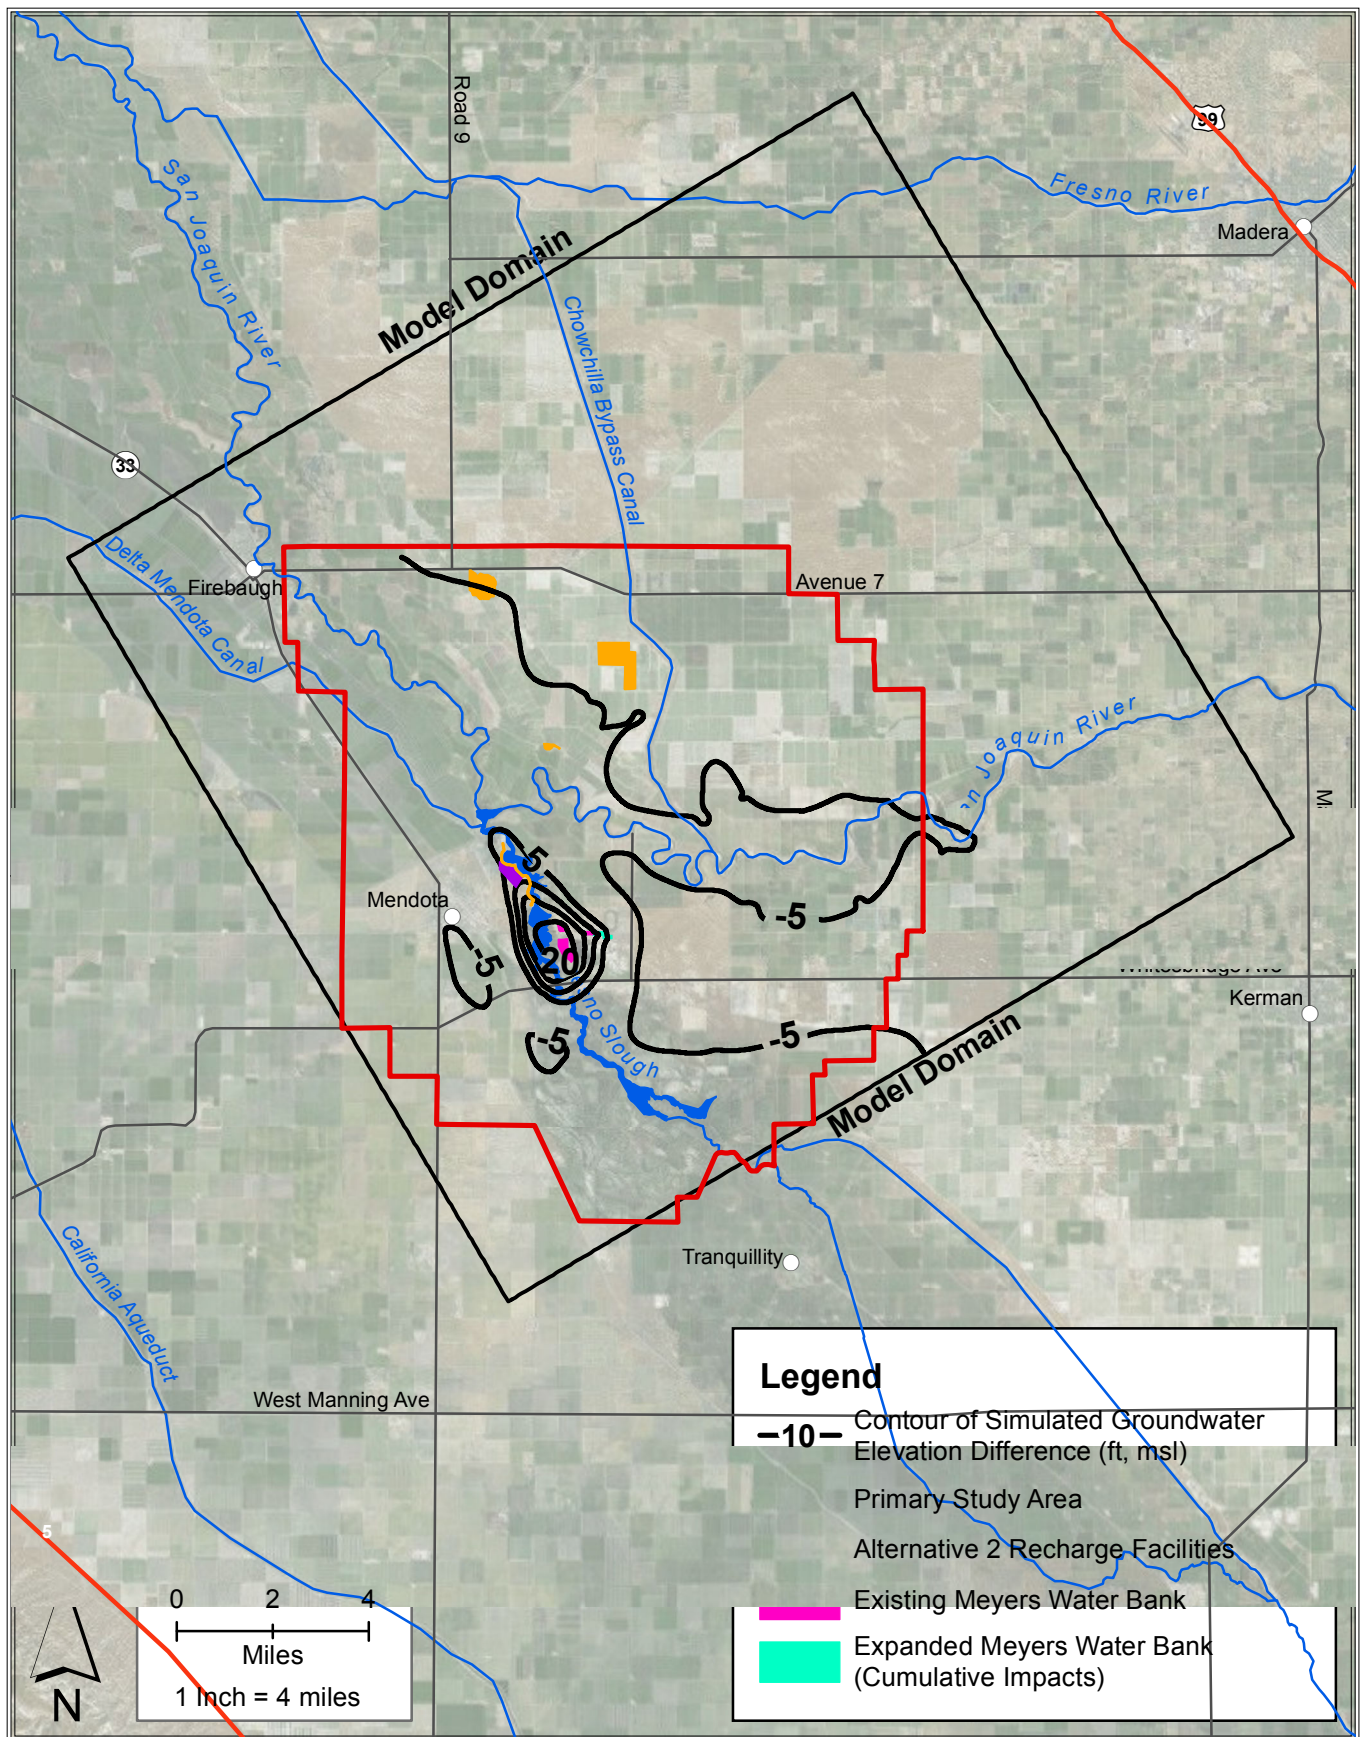 Road 9
99
San Joaquin River
Fresno River
Madera
Model Domain
Chowchilla Bypass Canal
33
Delta Mendota Canal
Firebaugh
Avenue 7
Joaquin River
5
Mendota
-5
-5
20
Kerman
-5
-5
Slough
Model Domain
Tranquillity
California Aqueduct
West Manning Ave
Legend
-10- Contour of Simulated Groundwater
Elevation Difference (ft, msl)
Primary Study Area
Alternative 2 Recharge Facilities
Existing Meyers Water Bank
Expanded Meyers Water Bank
(Cumulative Impacts)
5
0 2 4
Miles
1 Inch = 4 miles
N